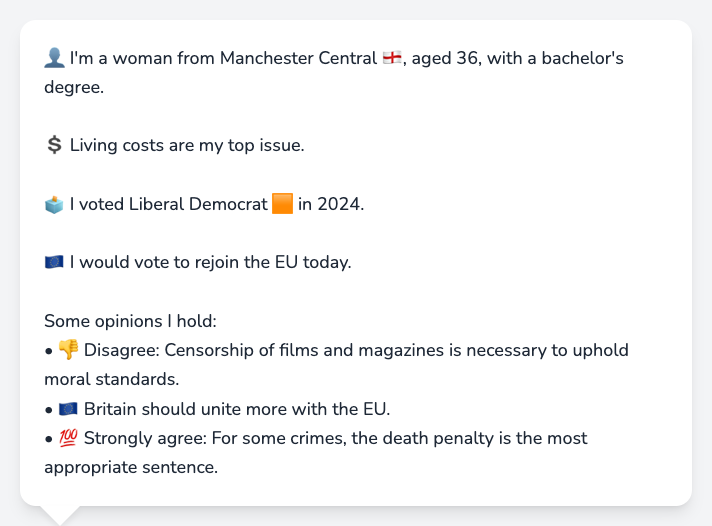 👤 I'm a woman from Manchester Central 🏴󠁧󠁢󠁥󠁮󠁧󠁿, aged 36, with a bachelor's
degree.
💲 Living costs are my top issue.
🗳️ I voted Liberal Democrat 🟧 in 2024.
🇪🇺 I would vote to rejoin the EU today.
Some opinions I hold:
• 👎 Disagree: Censorship of films and magazines is necessary to uphold
moral standards.
• 🇪🇺 Britain should unite more with the EU.
• 💯 Strongly agree: For some crimes, the death penalty is the most
appropriate sentence.